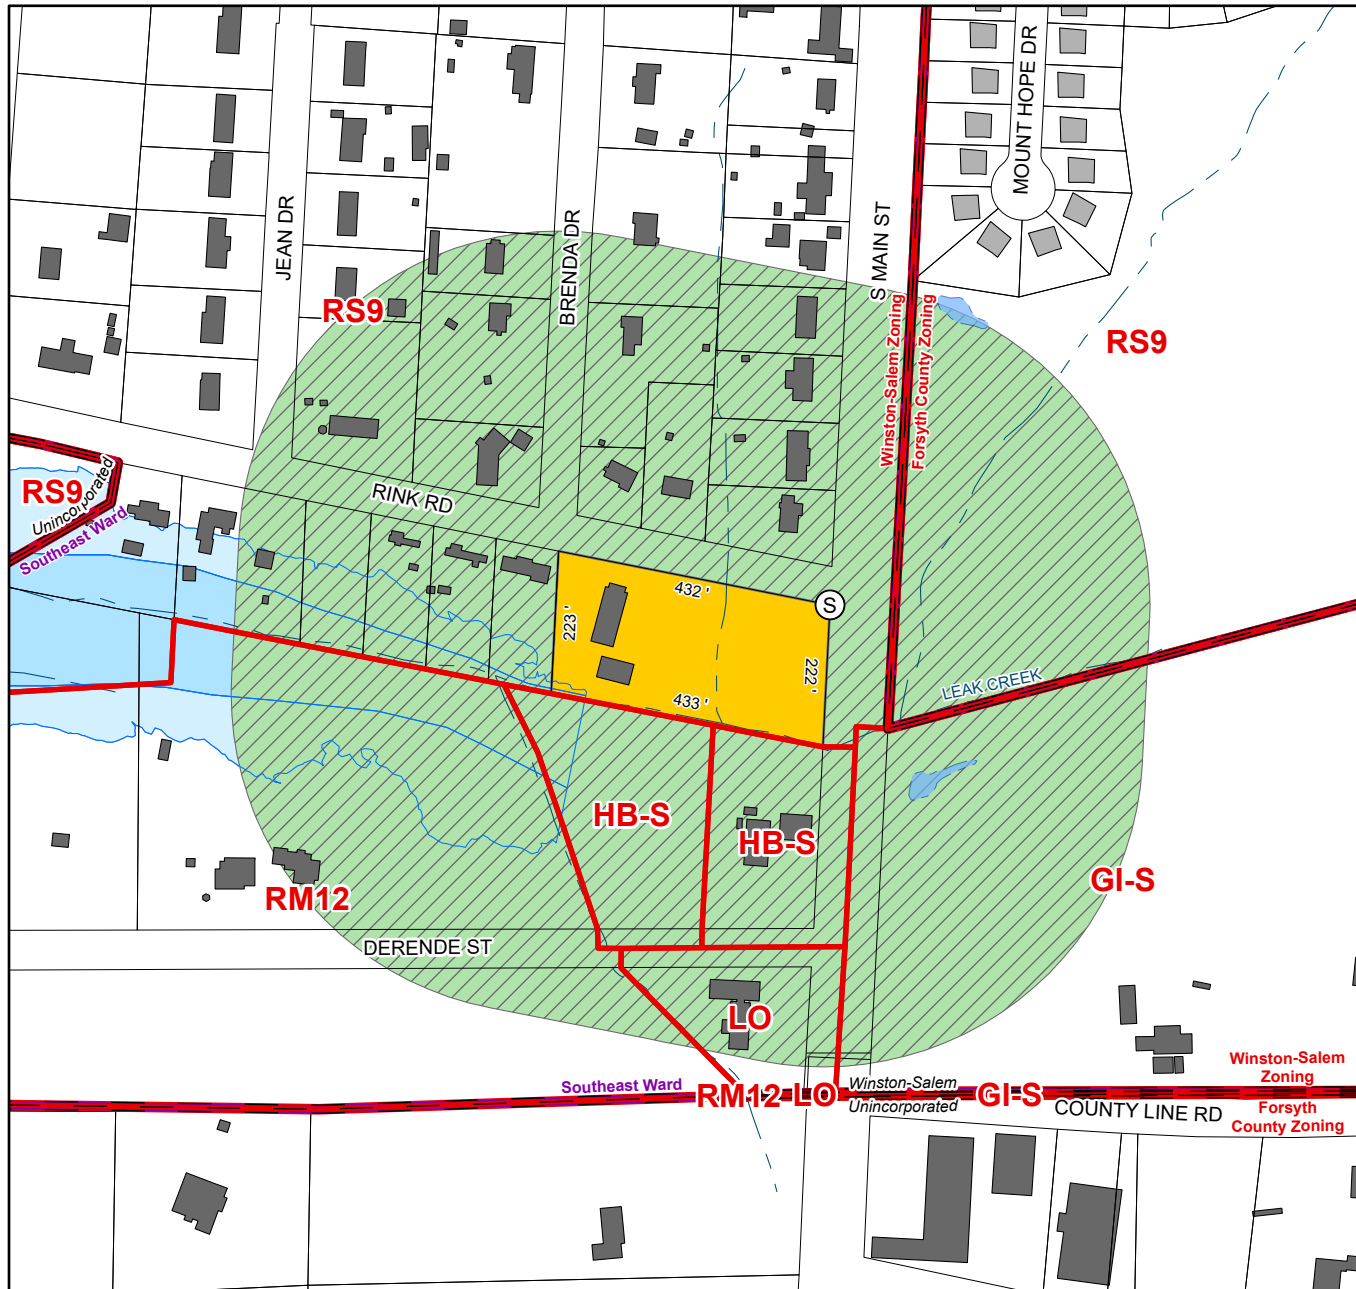 MOUNT HOPE DR
JEAN DR
BRENDA DR
S MAIN ST
RS9
RS9
Winston-Salem Zoning
Forsyth County Zoning
RS9
Unincorporated
Southeast Ward
RINK RD
432 '
S
223 '
222 '
433 '
LEAK CREEK
HB-S
HB-S
GI-S
RM12
DERENDE ST
LO
Southeast Ward
RM12
LO
Winston-Salem
Unincorporated
GI-S
COUNTY LINE RD
Winston-Salem
Zoning
Forsyth
County Zoning